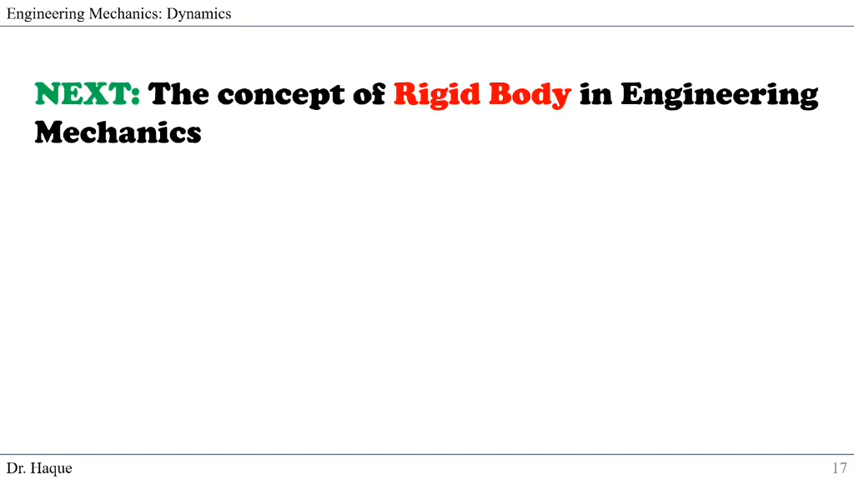 Engineering Mechanics: Dynamics
NEXT: The concept of Rigid Body in Engineering
Mechanics
Dr. Haque
17